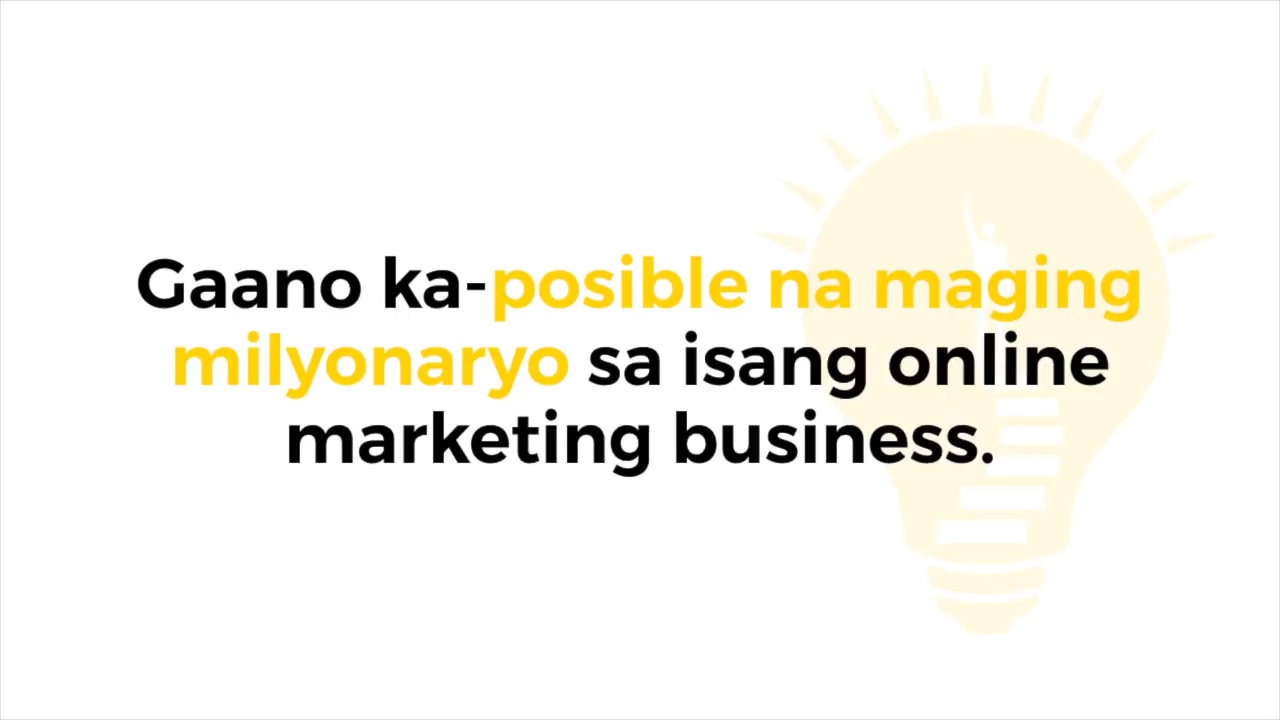 Gaano ka-posible na maging
milyonaryo sa isang online
marketing business.